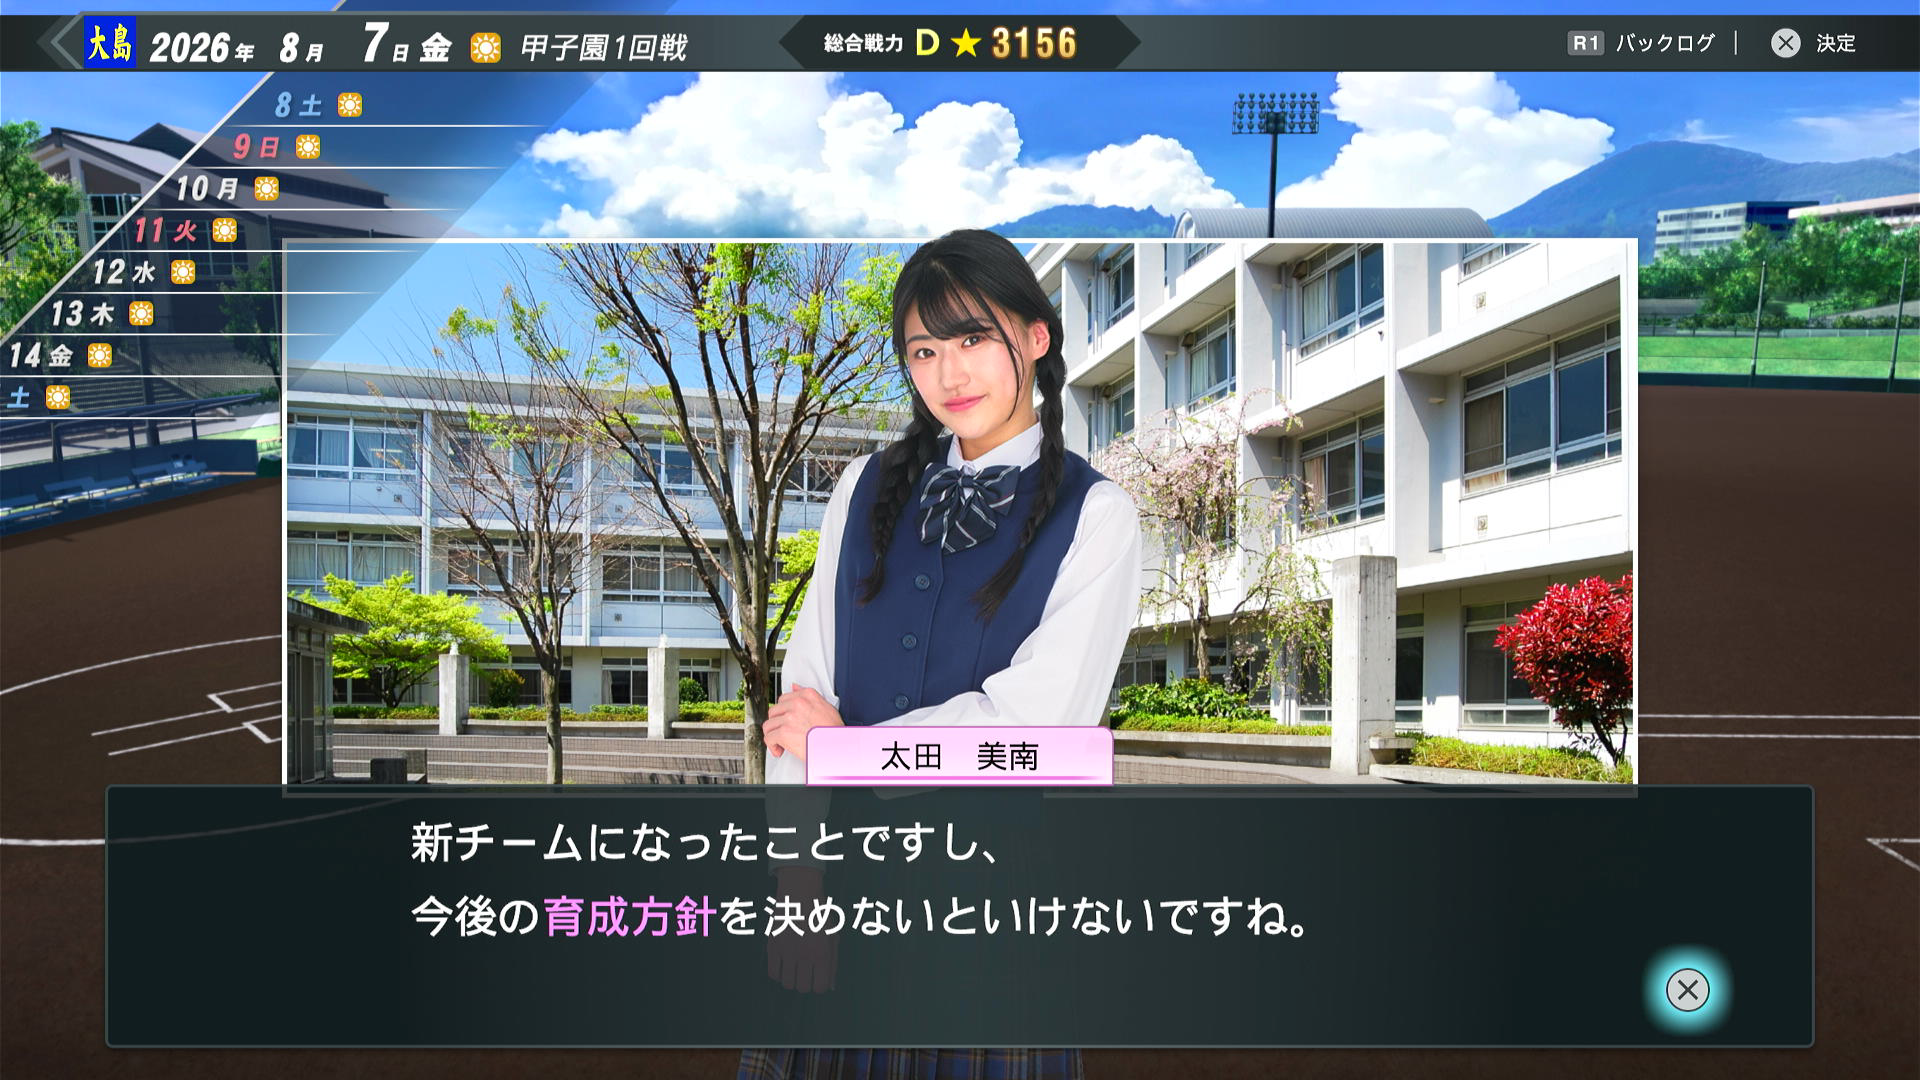 大島 2026年 8月 7日 金 甲子園1回戦 総合戦力 D ★ 3156 R1 バックログ 決定
8 土
9 日
10 月
11 火
12 水
13 木
14 金
土
太田 美南
新チームになったことですし、
今後の育成方針を決めないといけないですね。